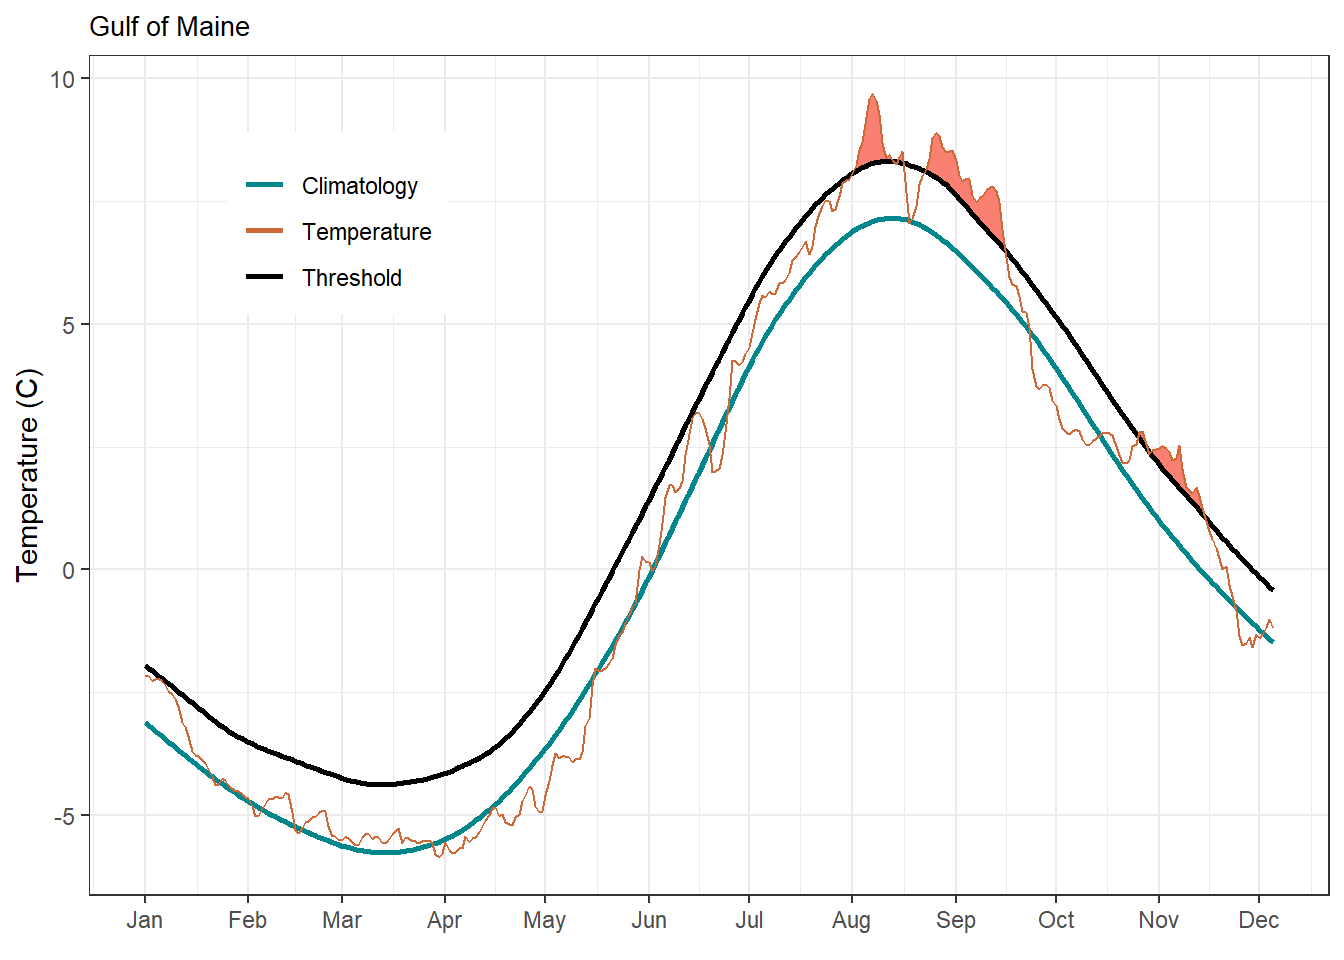 Gulf of Maine
10
5
0
-5
Temperature (C)
Climatology
Temperature
Threshold
Jan Feb Mar Apr May Jun Jul Aug Sep Oct Nov Dec